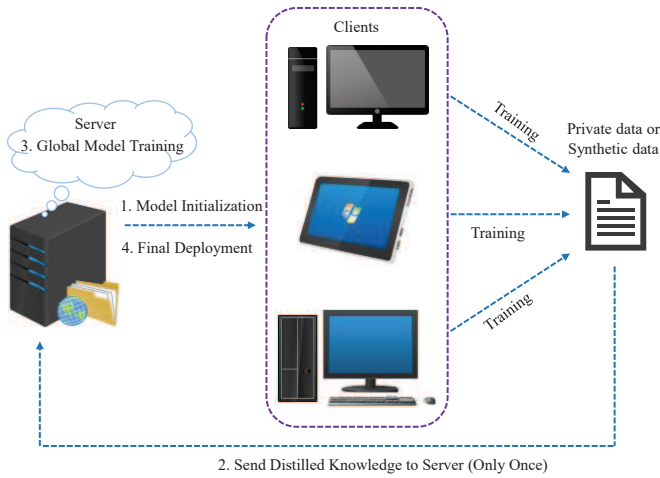 Clients
Server
3. Global Model Training
1. Model Initialization
4. Final Deployment
Training
Training
Training
Private data or
Synthetic data
2. Send Distilled Knowledge to Server (Only Once)